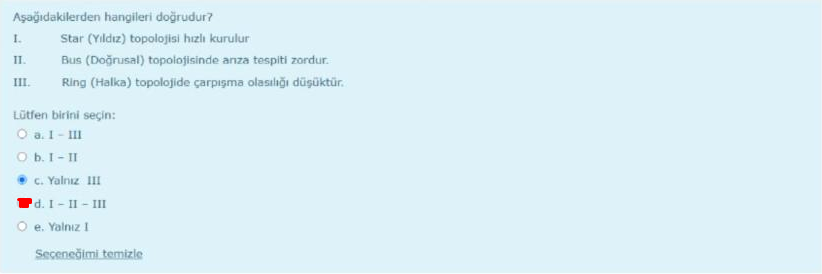 Aşağıdakilerden hangileri doğrudur?
I. Star (Yıldız) topolojisi hızlı kurulur
II. Bus (Doğrusal) topolojisinde arıza tespiti zordur.
III. Ring (Halka) topolojide çarpışma olasılığı düşüktür.
Lütfen birini seçin:
a. I - III
b. I - II
c. Yalnız III
d. I - II - III
e. Yalnız I
Seçeneğimi temizle